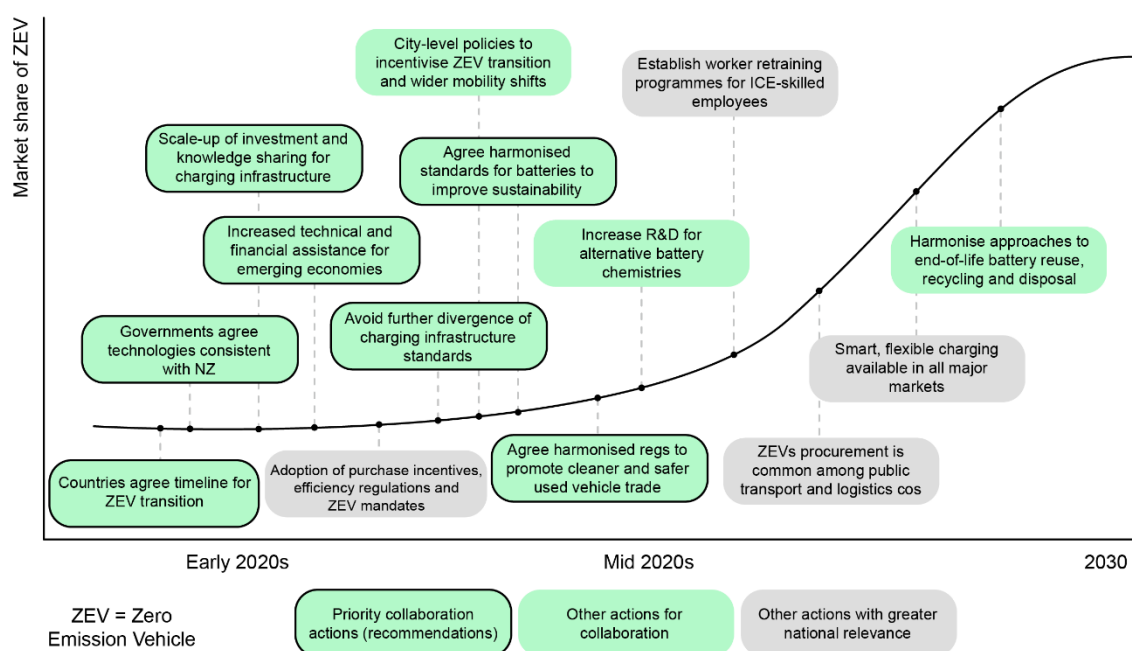 Market share of ZEV
City-level policies to
incentivise ZEV transition
and wider mobility shifts
Establish worker retraining
programmes for ICE-skilled
employees
Scale-up of investment and
knowledge sharing for
charging infrastructure
Agree harmonised
standards for batteries to
improve sustainability
Increased technical and
financial assistance for
emerging economies
Increase R&D for
alternative battery
chemistries
Harmonise approaches to
end-of-life battery reuse,
recycling and disposal
Governments agree
technologies consistent
with NZ
Avoid further divergence of
charging infrastructure
standards
Smart, flexible charging
available in all major
markets
Countries agree timeline for
ZEV transition
Adoption of purchase incentives,
efficiency regulations and
ZEV mandates
Agree harmonised regs to
promote cleaner and safer
used vehicle trade
ZEVs procurement is
common among public
transport and logistics cos
Early 2020s
Mid 2020s
2030
ZEV = Zero
Emission Vehicle
Priority collaboration
actions (recommendations)
Other actions for
collaboration
Other actions with greater
national relevance